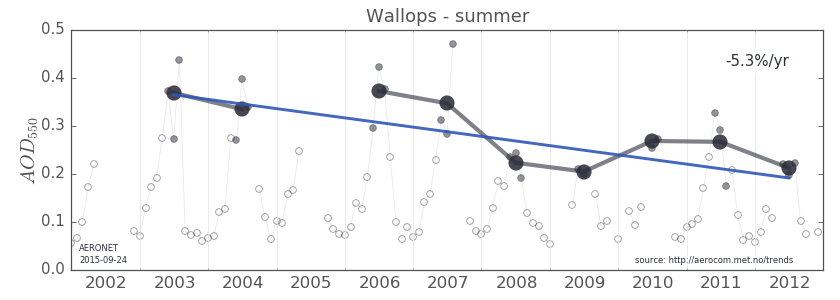 Wallops - summer
0.5
0.4
0.3
0.2
0.1
0.0
AOD550
-5.3%/yr
AERONET
2015-09-24
source: http://aerocom.met.no/trends
2002 2003 2004 2005 2006 2007 2008 2009 2010 2011 2012